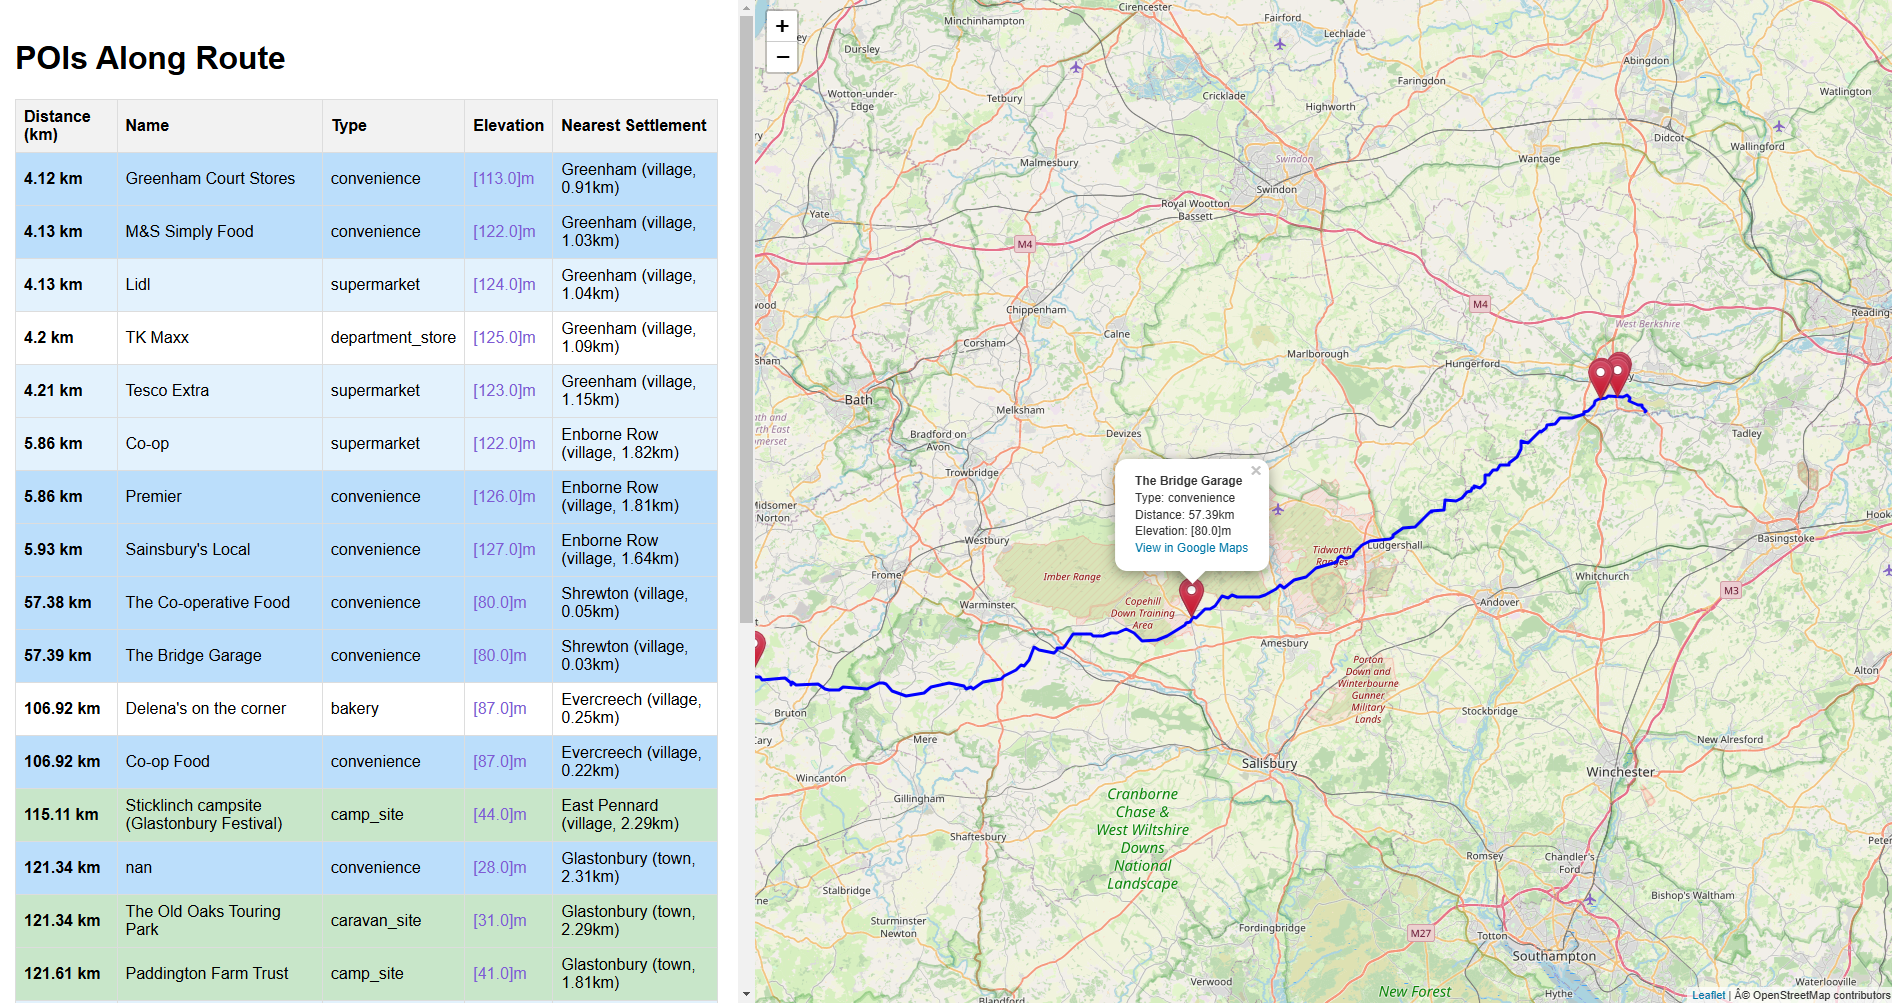 POIs Along Route
Distance
(km)
Name
Type
Elevation
Nearest Settlement
4.12 km
Greenham Court Stores
convenience
[113.0]m
Greenham (village,
0.91km)
4.13 km
M&S Simply Food
convenience
[122.0]m
Greenham (village,
1.03km)
4.13 km
Lidl
supermarket
[124.0]m
Greenham (village,
1.04km)
4.2 km
TK Maxx
department_store
[125.0]m
Greenham (village,
1.09km)
4.21 km
Tesco Extra
supermarket
[123.0]m
Greenham (village,
1.15km)
5.86 km
Co-op
supermarket
[122.0]m
Enborne Row
(village, 1.82km)
5.86 km
Premier
convenience
[126.0]m
Enborne Row
(village, 1.81km)
5.93 km
Sainsbury's Local
convenience
[127.0]m
Enborne Row
(village, 1.64km)
57.38 km
The Co-operative Food
convenience
[80.0]m
Shrewton (village,
0.05km)
57.39 km
The Bridge Garage
convenience
[80.0]m
Shrewton (village,
0.03km)
106.92 km
Delena's on the corner
bakery
[87.0]m
Evercreech (village,
0.25km)
106.92 km
Co-op Food
convenience
[87.0]m
Evercreech (village,
0.22km)
115.11 km
Sticklinch campsite
(Glastonbury Festival)
camp_site
[44.0]m
East Pennard
(village, 2.29km)
121.34 km
nan
convenience
[28.0]m
Glastonbury (town,
2.31km)
121.34 km
The Old Oaks Touring
Park
caravan_site
[31.0]m
Glastonbury (town,
2.29km)
121.61 km
Paddington Farm Trust
camp_site
[41.0]m
Glastonbury (town,
1.81km)
+
−
Cirencester
Minchinhampton
Fairford
Lechlade
Dursley
Abingdon
Faringdon
Wotton-under-
Edge
Tetbury
Cricklade
Highworth
Watlington
Didcot
Wallingford
Malmesbury
Swindon
Wantage
Swindon
Royal Wootton
Bassett
Yate
M4
M4
Chippenham
Calne
West Berkshire
Reading
Corsham
Marlborough
Hungerford
Bath
Melksham
Devizes
Bradford on
Avon
Tadley
Trowbridge
Midsomer
Norton
Westbury
Hook
Basingstoke
The Bridge Garage
Type: convenience
Distance: 57.39km
Elevation: [80.0]m
View in Google Maps
×
Tidworth
Ranges
Ludgershall
Frome
Imber Range
Whitchurch
M3
Warminster
Copehill
Down Training
Area
Andover
Amesbury
Porton
Down and
Winterbourne
Gunner
Military
Lands
Alton
Bruton
Stockbridge
Mere
New Alresford
Wincanton
Salisbury
Winchester
Gillingham
Cranborne
Chase &
West Wiltshire
Downs
National
Landscape
Shaftesbury
Romsey
Chandler's
Ford
Stalbridge
Bishop's Waltham
Sturminster
Newton
Fordingbridge
M27
Totton
Southampton
Verwood
New Forest
Hythe
Waterlooville
Blandford
Leaflet | Â© OpenStreetMap contributors